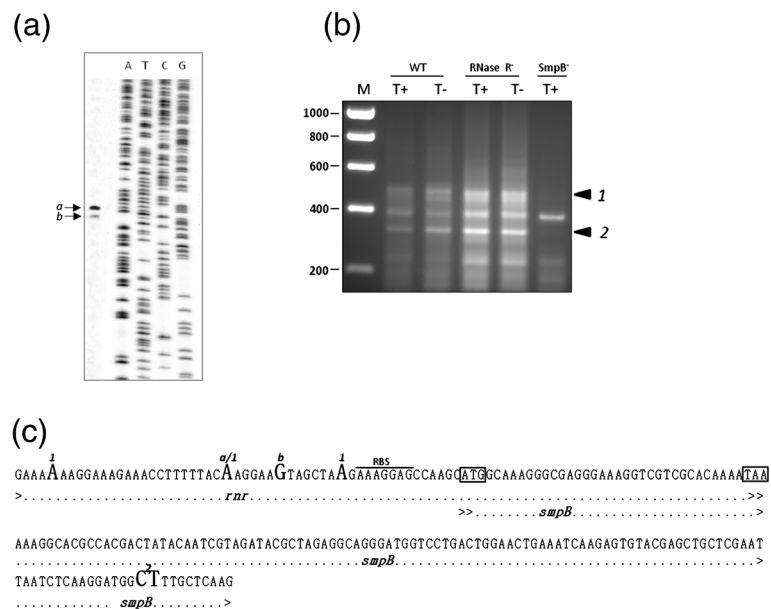 (a)
A T C G
a
b
(b)
WT RNase R- SmpB-
M T+ T- T+ T- T+
1000
800
600
400
200
1
2
(c)
1 a/1 b 1 RBS
GAAAAAAGGAAAGAAACCTTTTTACAAGGAAGTAGCTAAGAAAGGAGCCAAGCATGGCAAAGGGCGAGGGAAAGGTCGTCGCACAAAATAA
>..........rnr..........>>
>>..........smpB..........>
AAAGGCACGCCACGACTATACAATCGTAGATACGCTAGAGGCAGGGATGGTCCTGACTGGAACTGAAATCAAGAGTGTACGAGCTGCTCGAAT
..........smpB..........>
2
TAATCTCAAGGATGGCTTTGCTCAAG
..........smpB..........>